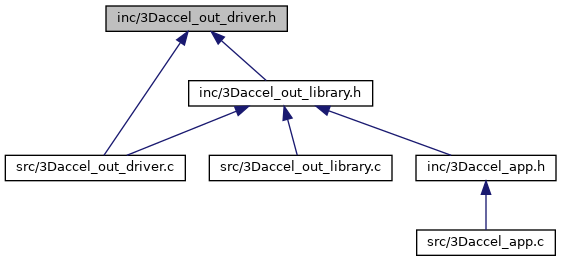 inc/3Daccel_out_driver.h
inc/3Daccel_out_library.h
src/3Daccel_out_driver.c
src/3Daccel_out_library.c
inc/3Daccel_app.h
src/3Daccel_app.c